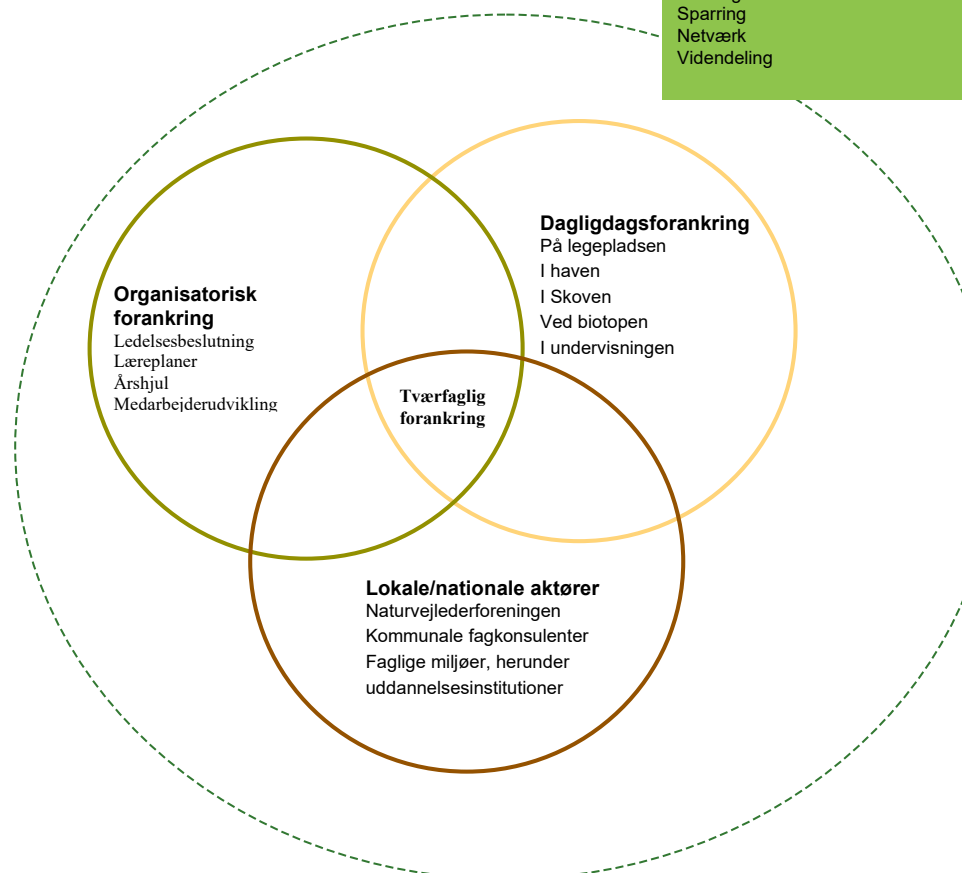 Sparring
Netværk
Videndeling
Dagligdagsforankring
På legepladsen
I haven
I Skoven
Ved biotopen
I undervisningen
Organisatorisk
forankring
Ledelsesbeslutning
Læreplaner
Årshjul
Medarbejderudvikling
Tværfaglig
forankring
Lokale/nationale aktører
Naturvejlederforeningen
Kommunale fagkonsulenter
Faglige miljøer, herunder
uddannelsesinstitutioner